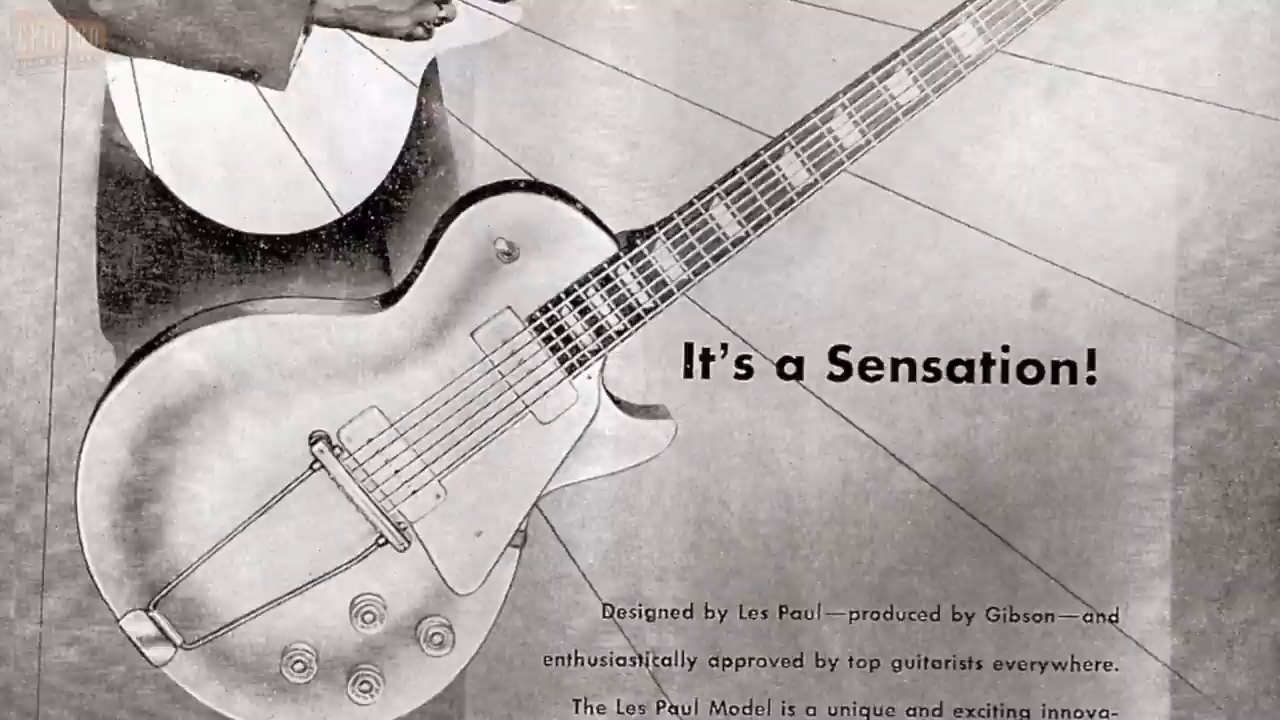 It's a Sensation!
Designed by Les Paul—produced by Gibson—and
enthusiastically approved by top guitarists everywhere.
The Les Paul Model is a unique and exciting innova-